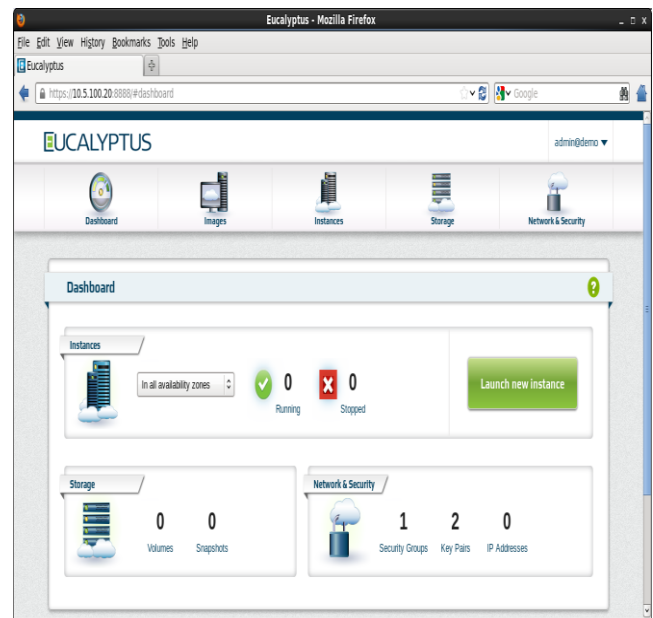 Eucalyptus - Mozilla Firefox
File Edit View History Bookmarks Tools Help
Eucalyptus
https://10.5.100.20:8888/#dashboard
Google
EUCALYPTUS
admin@demo
Dashboard
Images
Instances
Storage
Network & Security
Dashboard
?
Instances
In all availability zones
0
Running
0
Stopped
Launch new instance
Storage
0
Volumes
0
Snapshots
Network & Security
1
Security Groups
2
Key Pairs
0
IP Addresses